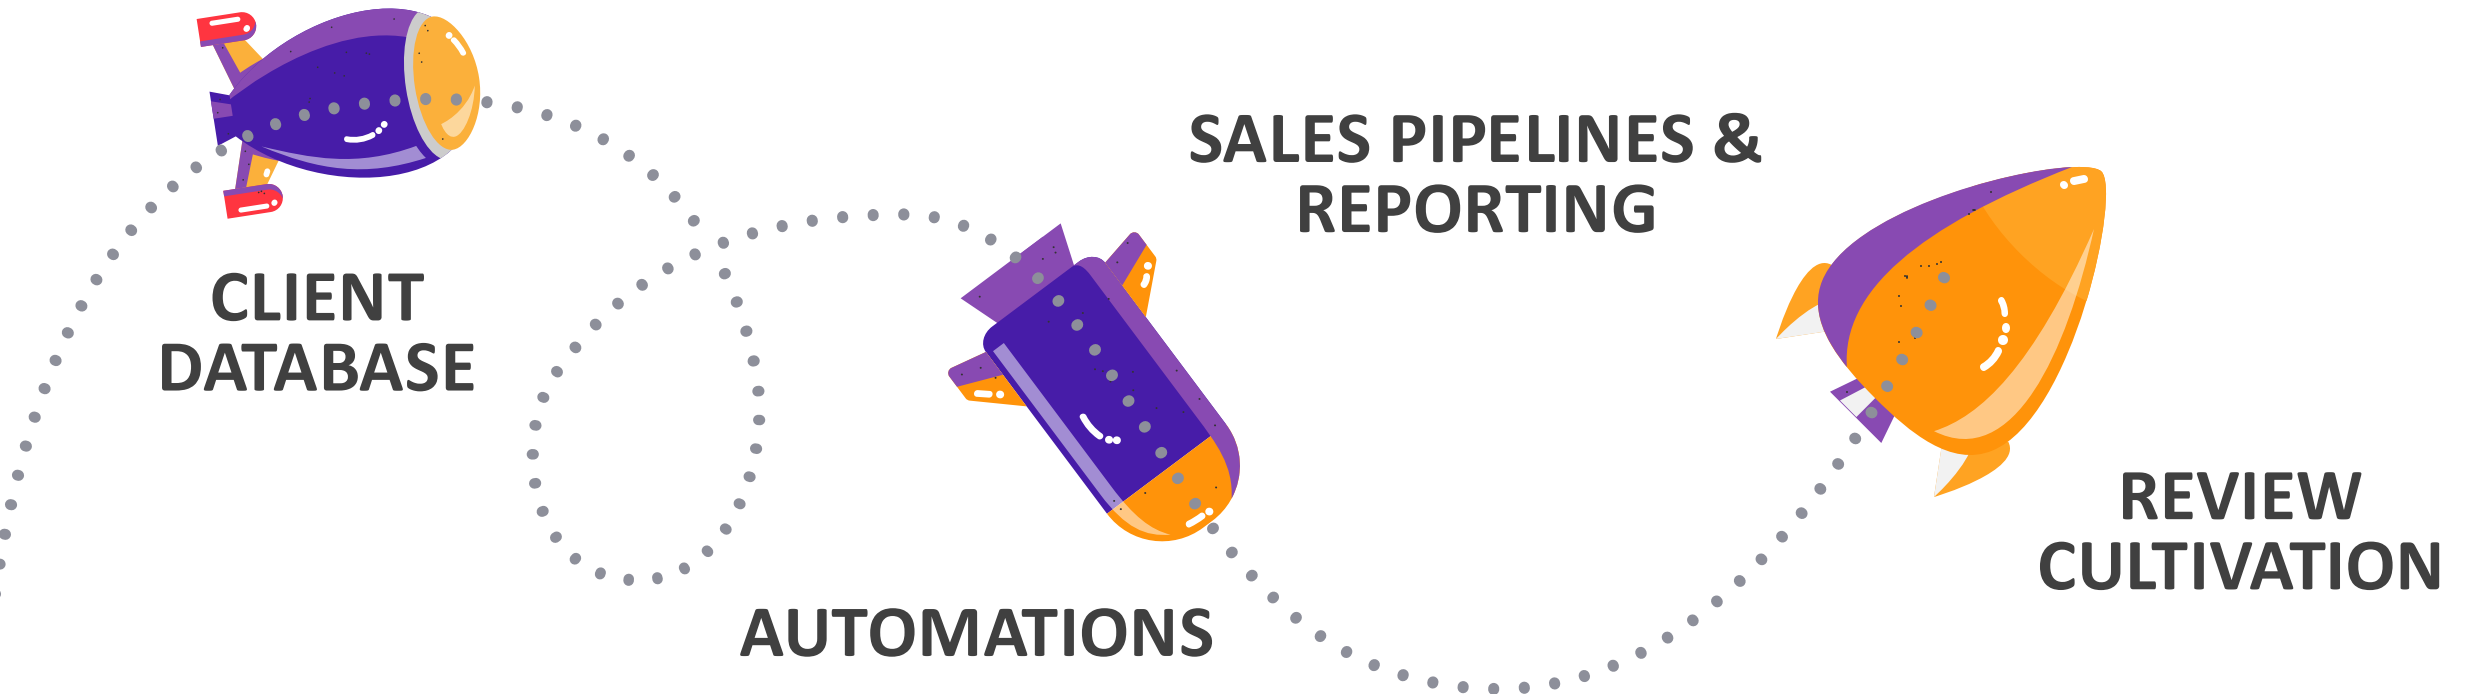 CLIENT
DATABASE
AUTOMATIONS
SALES PIPELINES &
REPORTING
REVIEW
CULTIVATION